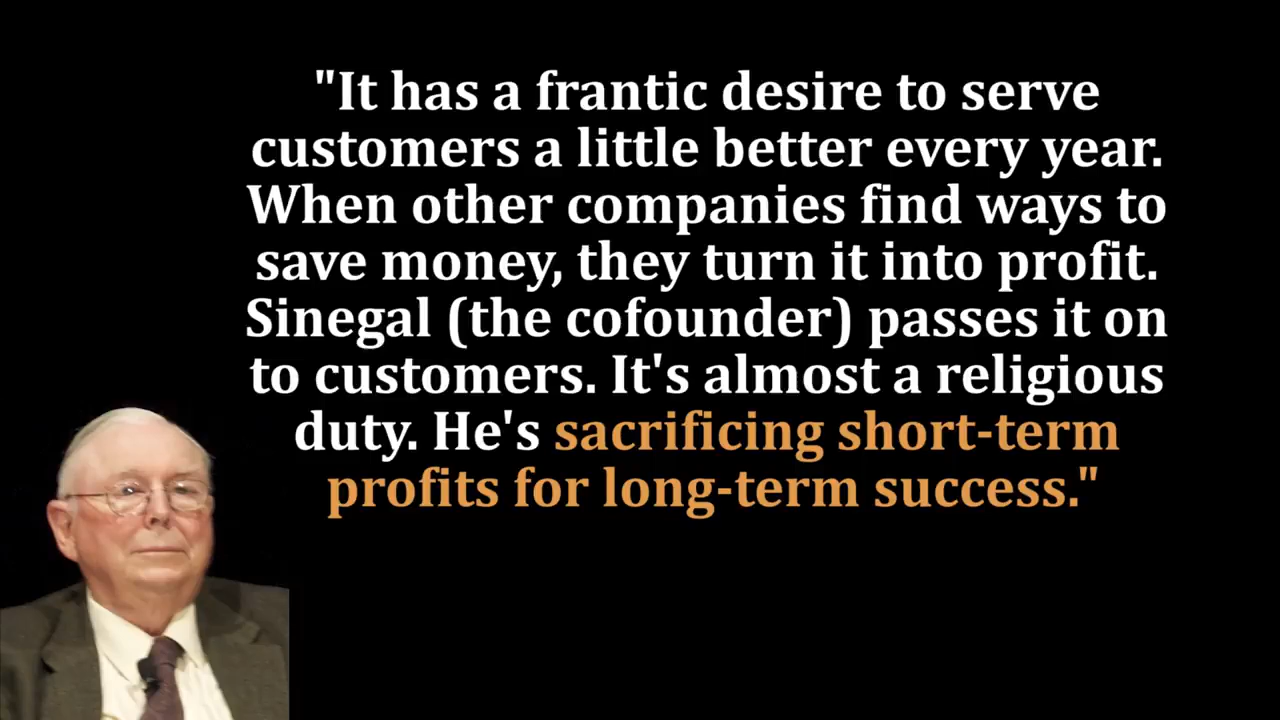 "It has a frantic desire to serve
customers a little better every year.
When other companies find ways to
save money, they turn it into profit.
Sinegal (the cofounder) passes it on
to customers. It's almost a religious
duty. He's sacrificing short-term
profits for long-term success."